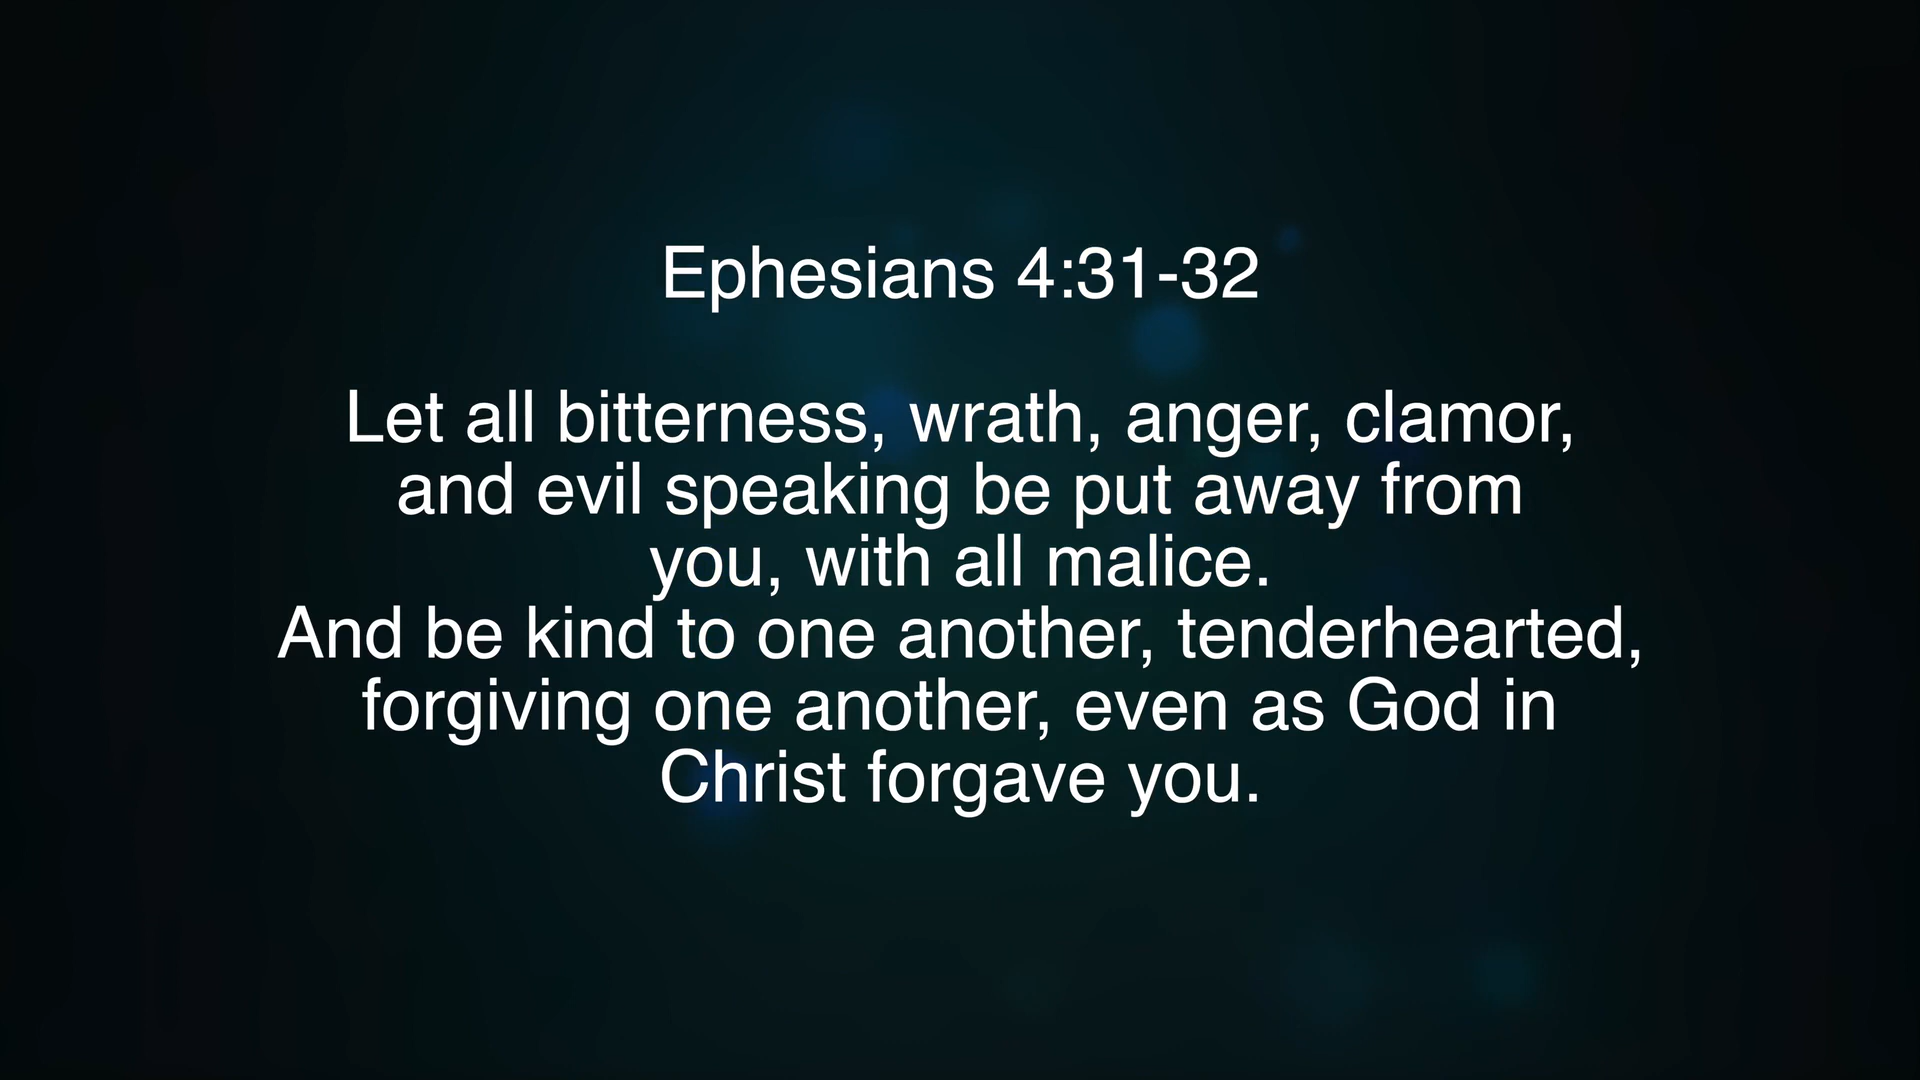 Ephesians 4:31-32
Let all bitterness, wrath, anger, clamor,
and evil speaking be put away from
you, with all malice.
And be kind to one another, tenderhearted,
forgiving one another, even as God in
Christ forgave you.